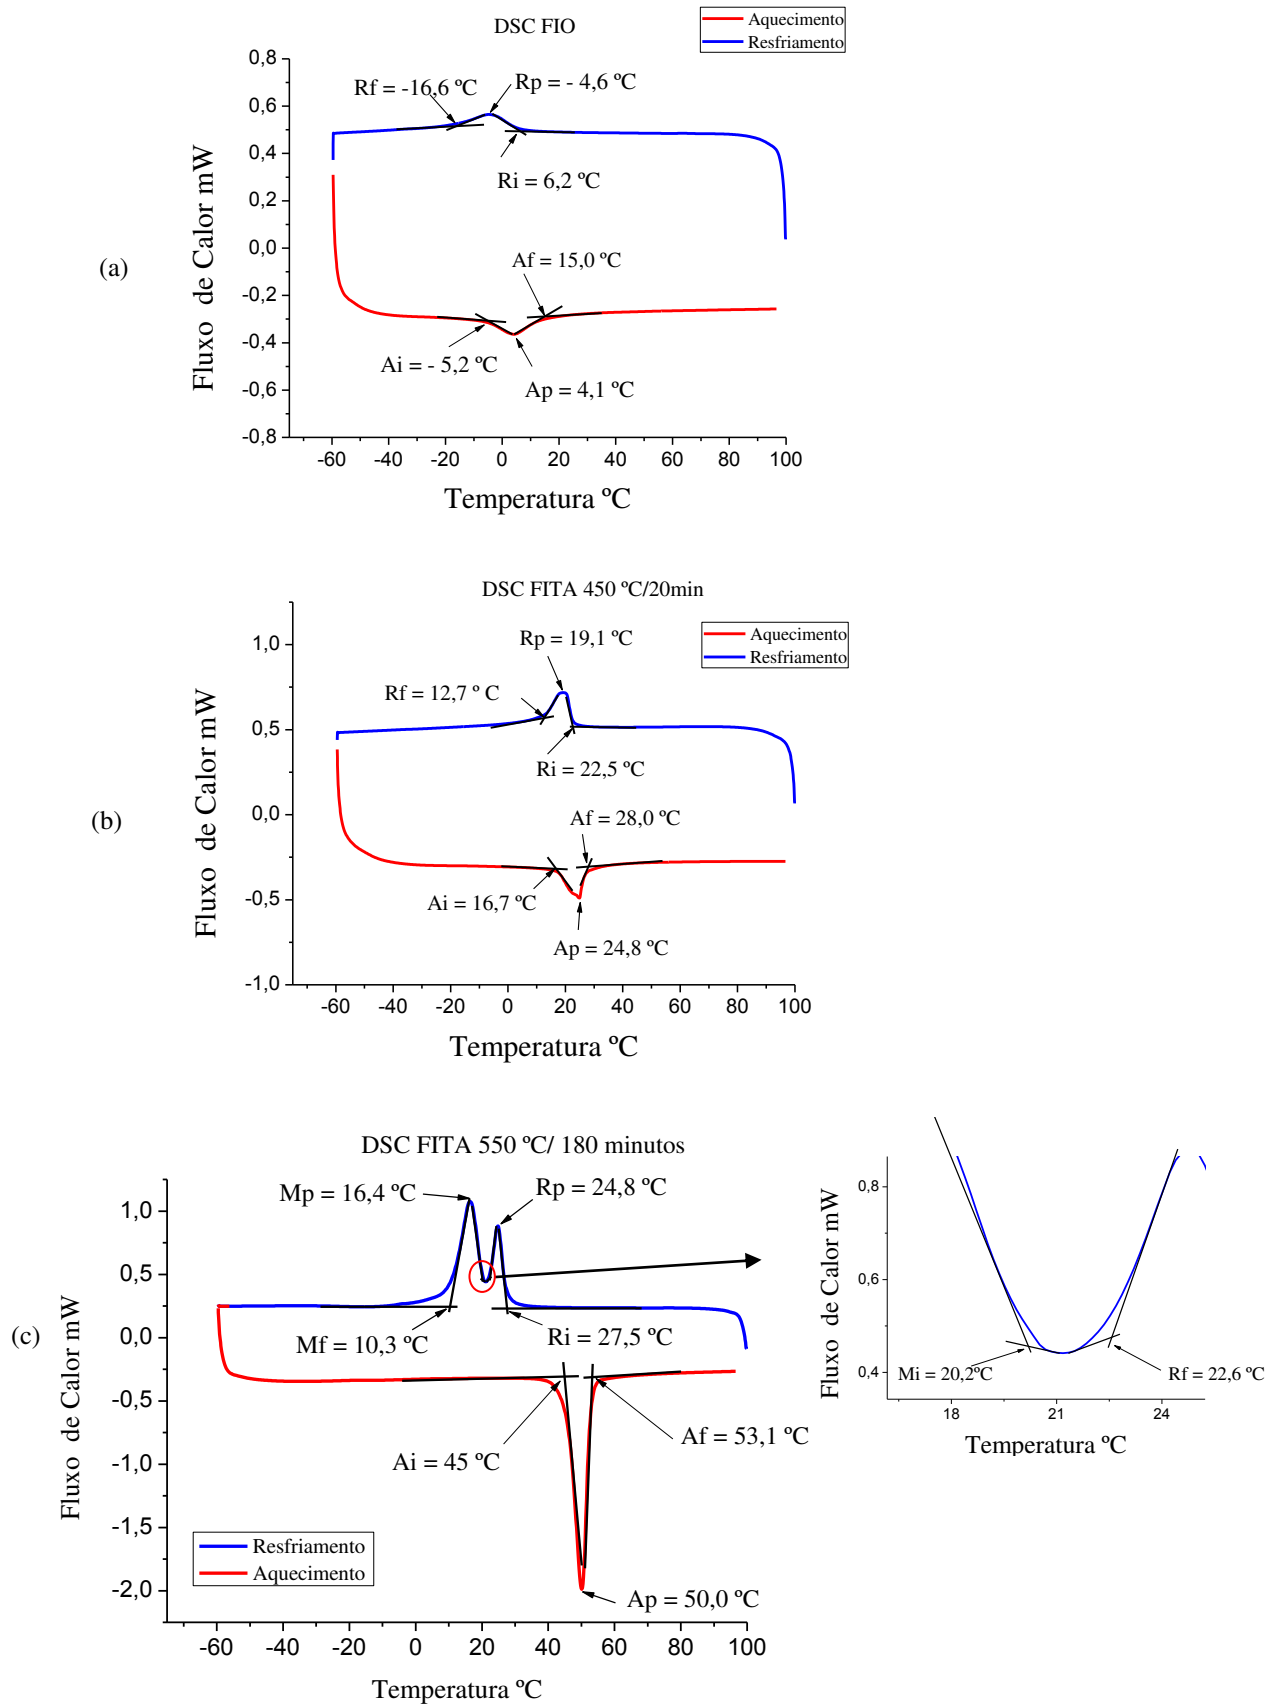 DSC FIO
Aquecimento
Resfriamento
0,8
0,6
0,4
0,2
0,0
-0,2
-0,4
-0,6
-0,8
Fluxo de Calor mW
Rf = -16,6 ºC
Rp = - 4,6 ºC
Ri = 6,2 ºC
Af = 15,0 ºC
Ai = - 5,2 ºC
Ap = 4,1 ºC
(a)
-60 -40 -20 0 20 40 60 80 100
Temperatura ºC
DSC FITA 450 ºC/20min
Aquecimento
Resfriamento
1,0
0,5
0,0
-0,5
-1,0
Fluxo de Calor mW
Rp = 19,1 ºC
Rf = 12,7 º C
Ri = 22,5 ºC
Af = 28,0 ºC
Ai = 16,7 ºC
Ap = 24,8 ºC
(b)
-60 -40 -20 0 20 40 60 80 100
Temperatura ºC
DSC FITA 550 ºC/ 180 minutos
1,0
0,5
0,0
-0,5
-1,0
-1,5
-2,0
Fluxo de Calor mW
Mp = 16,4 ºC
Rp = 24,8 ºC
Mf = 10,3 ºC
Ri = 27,5 ºC
Ai = 45 ºC
Af = 53,1 ºC
Ap = 50,0 ºC
Resfriamento
Aquecimento
(c)
-60 -40 -20 0 20 40 60 80 100
Temperatura ºC
0,8
0,6
0,4
Fluxo de Calor mW
Mi = 20,2ºC
Rf = 22,6 ºC
18 21 24
Temperatura ºC